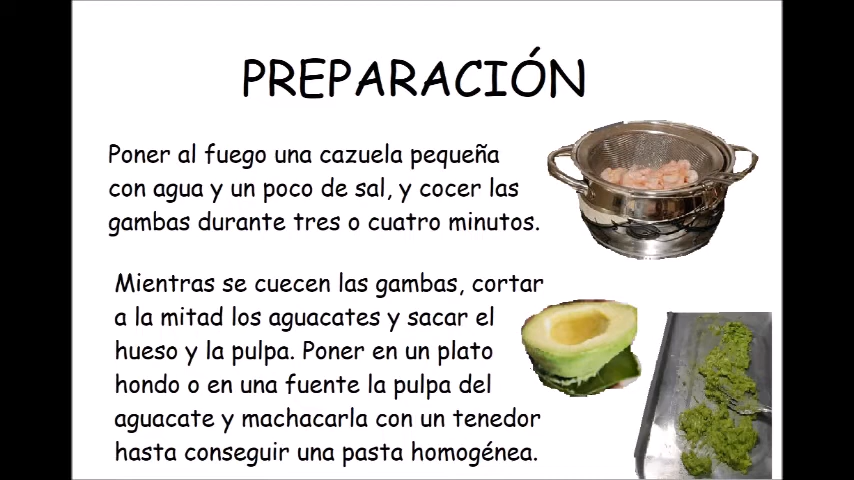 PREPARACIÓN
Poner al fuego una cazuela pequeña
con agua y un poco de sal, y cocer las
gambas durante tres o cuatro minutos.
Mientras se cuecen las gambas, cortar
a la mitad los aguacates y sacar el
hueso y la pulpa. Poner en un plato
hondo o en una fuente la pulpa del
aguacate y machacarla con un tenedor
hasta conseguir una pasta homogénea.